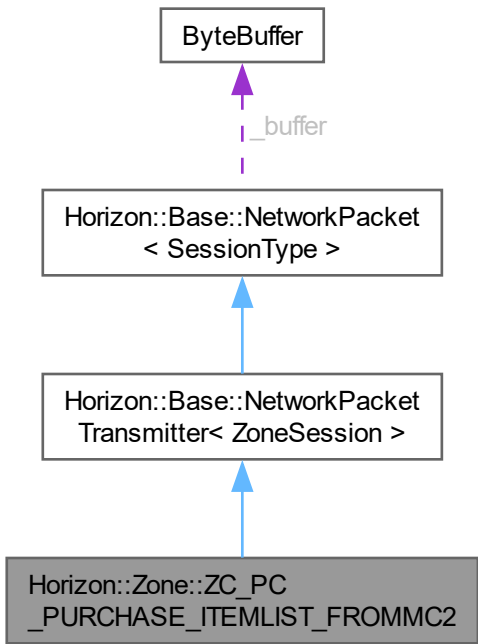 ByteBuffer
_buffer
Horizon::Base::NetworkPacket
< SessionType >
Horizon::Base::NetworkPacket
Transmitter< ZoneSession >
Horizon::Zone::ZC_PC
_PURCHASE_ITEMLIST_FROMMC2